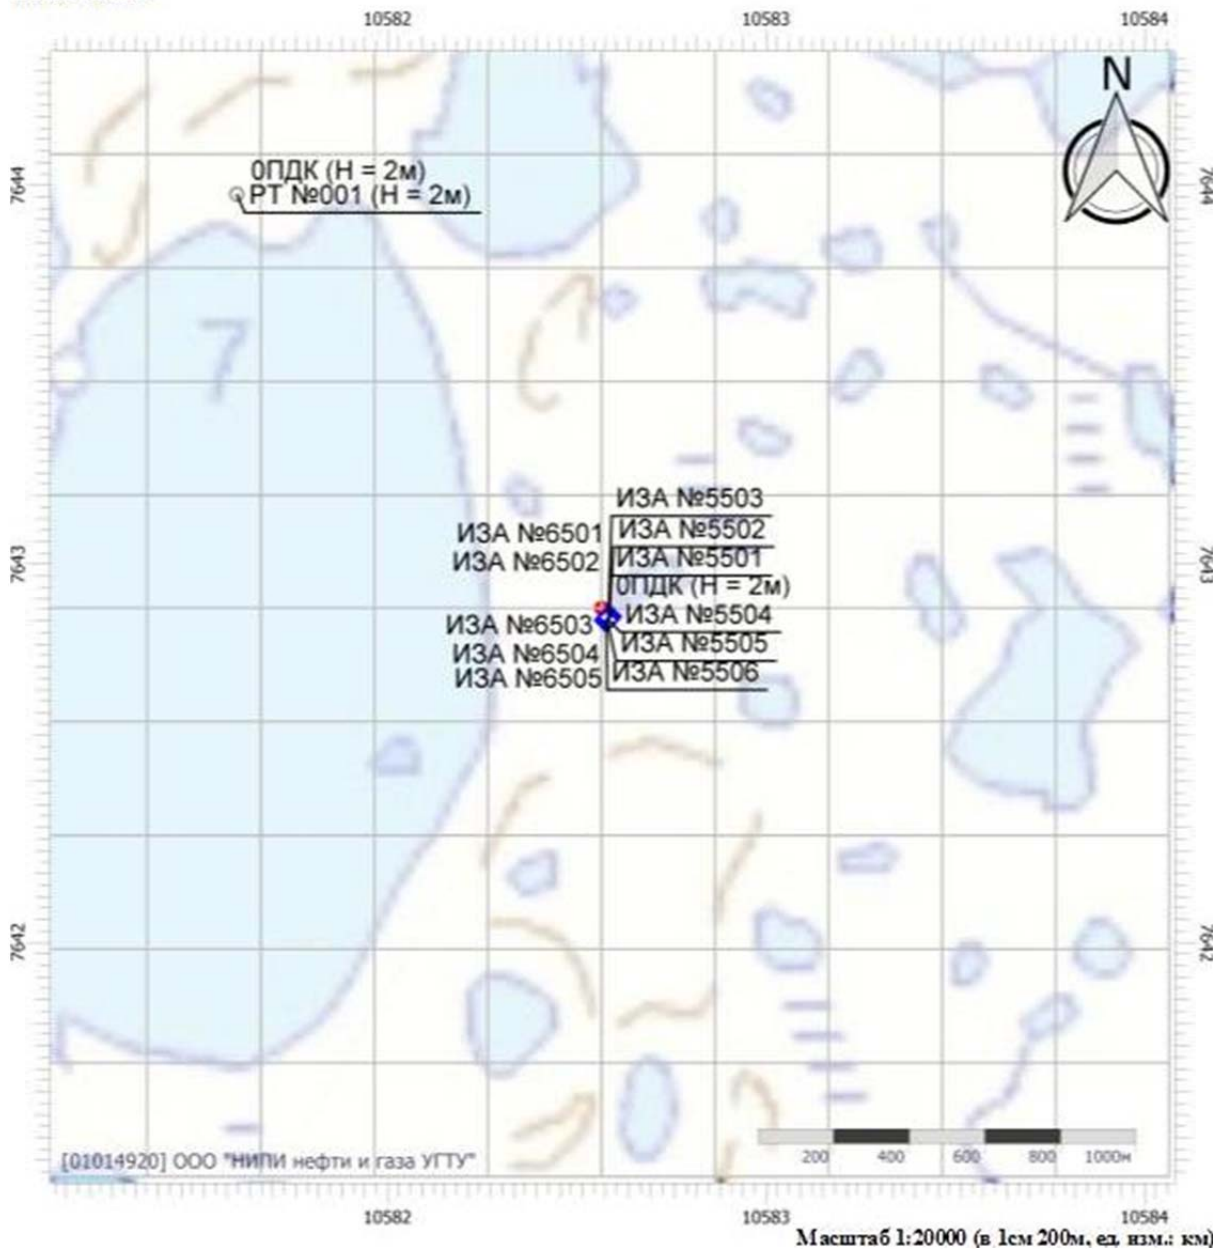 10582 10583 10584
N
0ПДК (Н = 2м)
РТ №001 (Н = 2м)
7644 7644
ИЗА №5503
ИЗА №6501 ИЗА №5502
ИЗА №6502 ИЗА №5501
7643 7643
0ПДК (Н = 2м)
ИЗА №5504
ИЗА №6503
ИЗА №5505
ИЗА №6504
ИЗА №5506
ИЗА №6505
7642 7642
200 400 600 800 1000м
[01014920] ООО "НИПИ нефти и газа УГТУ"
10582 10583 10584
Масштаб 1:20000 (в 1см 200м, ед. изм.: км)